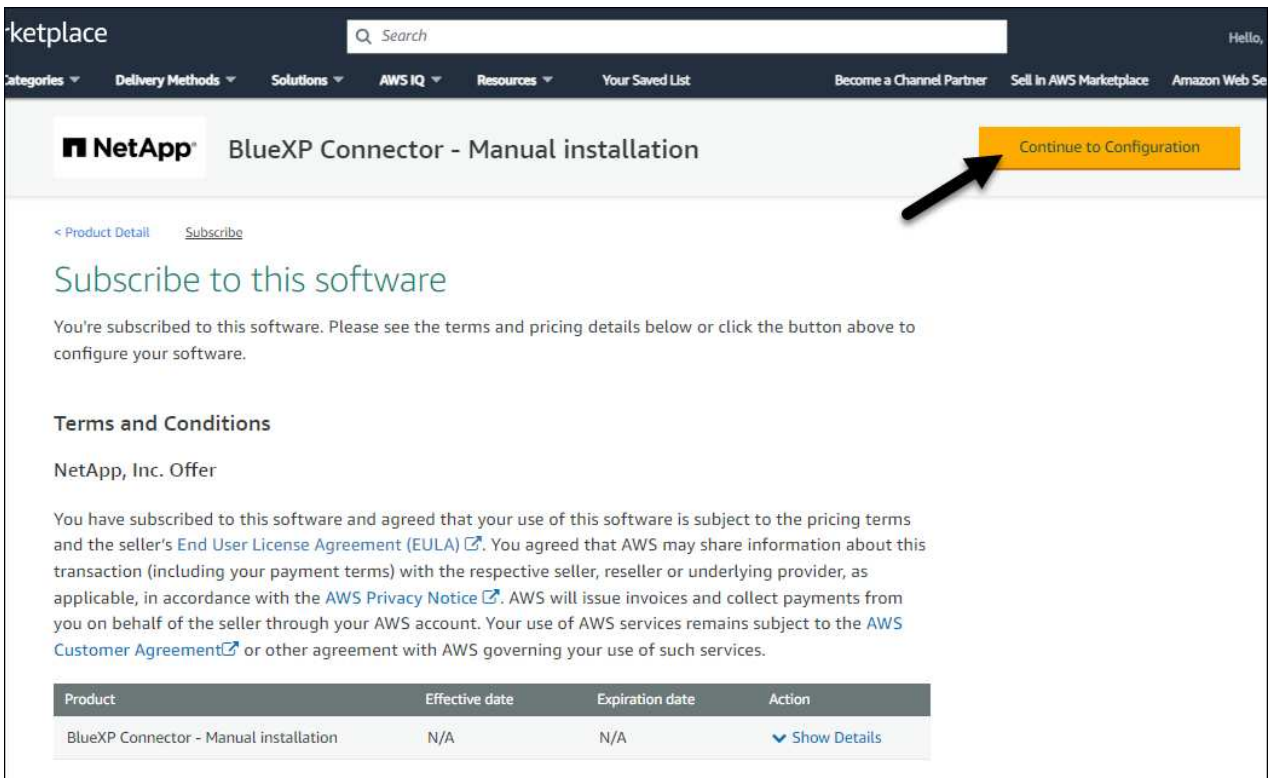 rketplace
Search
Hello,
Categories
Delivery Methods
Solutions
AWS IQ
Resources
Your Saved List
Become a Channel Partner
Sell in AWS Marketplace
Amazon Web Se
NetApp
BlueXP Connector - Manual installation
Continue to Configuration
< Product Detail
Subscribe
Subscribe to this software
You're subscribed to this software. Please see the terms and pricing details below or click the button above to
configure your software.
Terms and Conditions
NetApp, Inc. Offer
You have subscribed to this software and agreed that your use of this software is subject to the pricing terms
and the seller's End User License Agreement (EULA). You agreed that AWS may share information about this
transaction (including your payment terms) with the respective seller, reseller or underlying provider, as
applicable, in accordance with the AWS Privacy Notice. AWS will issue invoices and collect payments from
you on behalf of the seller through your AWS account. Your use of AWS services remains subject to the AWS
Customer Agreement or other agreement with AWS governing your use of such services.
Product Effective date Expiration date Action
BlueXP Connector - Manual installation N/A N/A Show Details